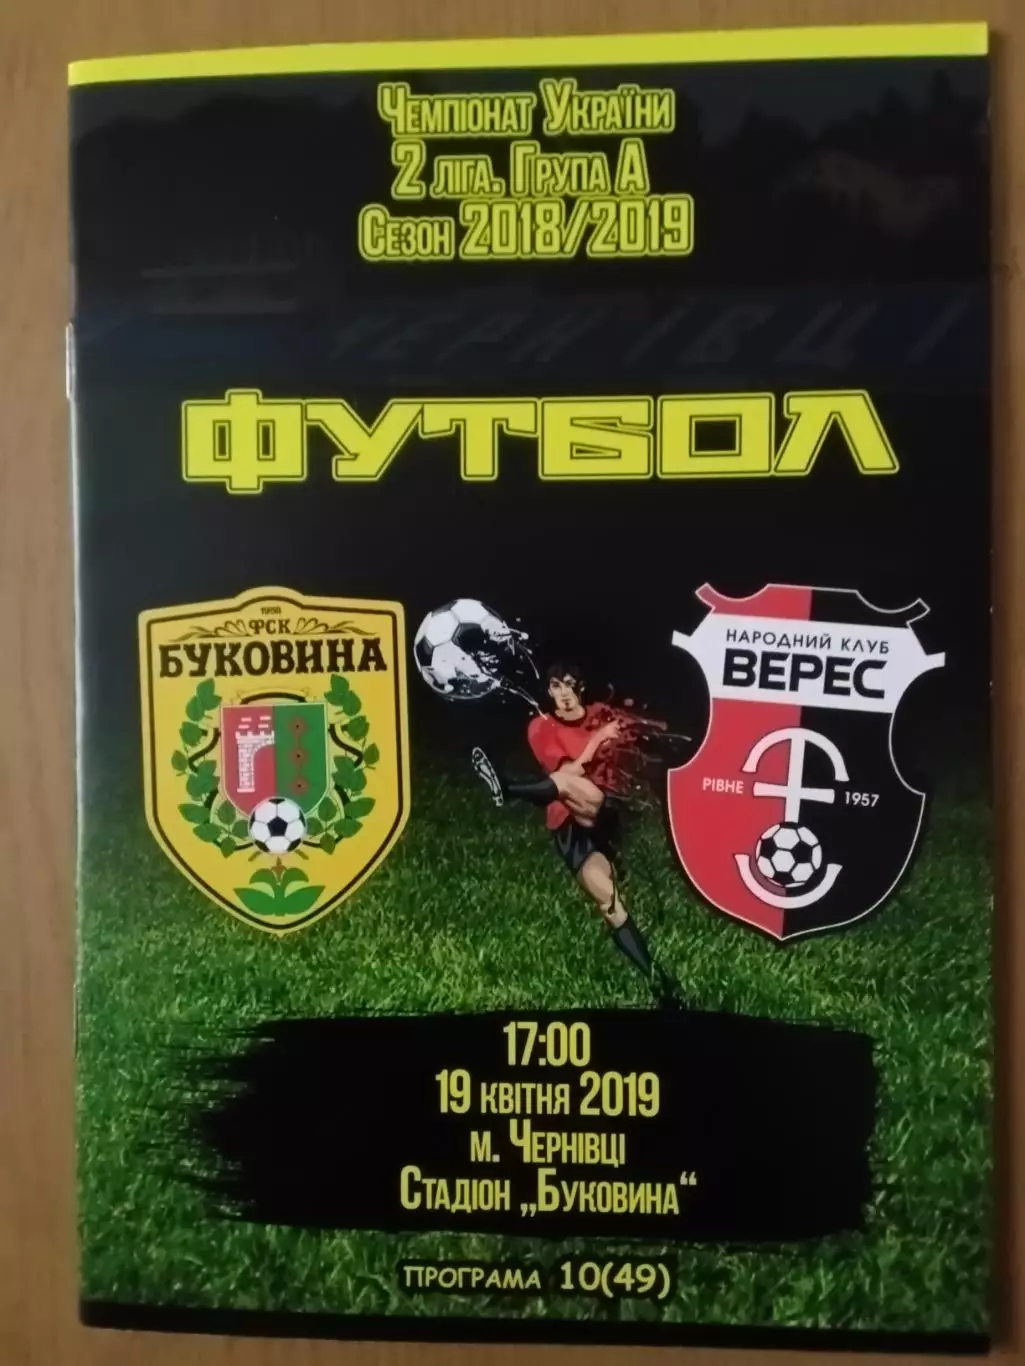 Чемпіонат України
2 ліга. Група А
Сезон 2018/2019
ЧЕРНІВЦІ
ФУТБОЛ
1958
ФСК
БУКОВИНА
НАРОДНИЙ КЛУБ
ВЕРЕС
РІВНЕ
1957
17:00
19 квітня 2019
м. Чернівці
Стадіон „Буковина“
ПРОГРАМА 10(49)